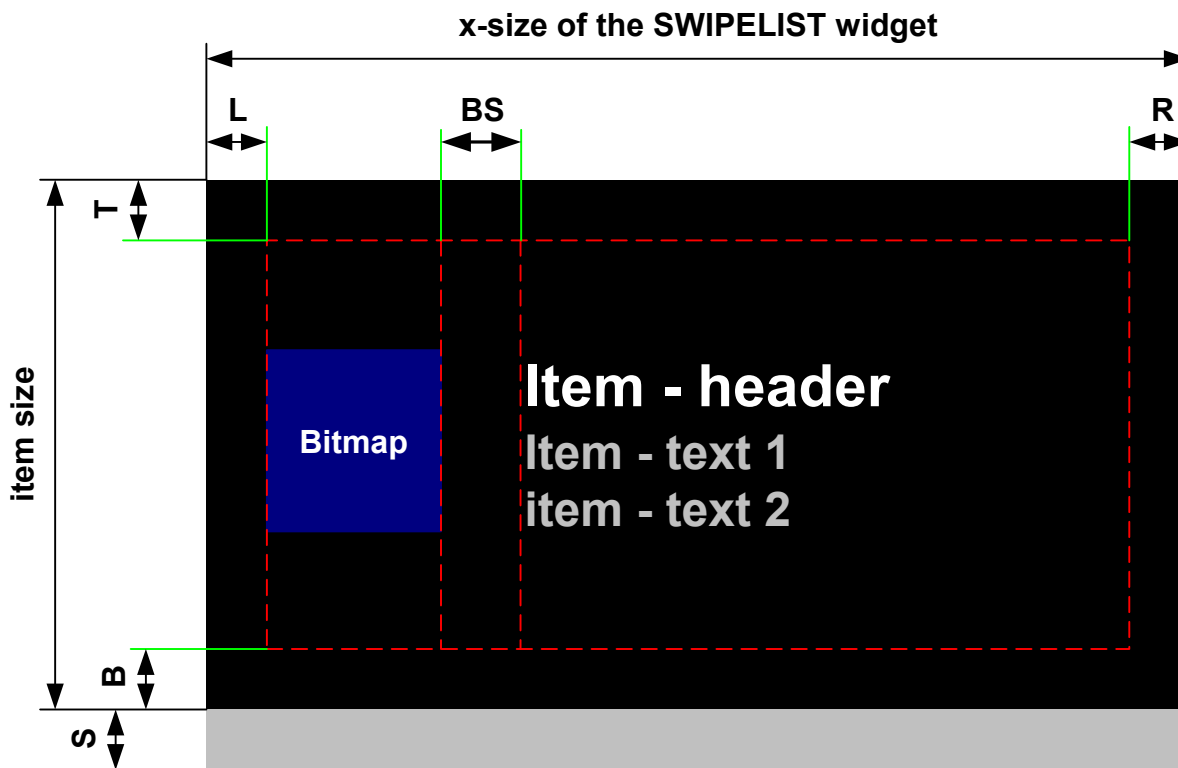 x-size of the SWIPELIST widget
L
BS
R
T
item size
Item - header
Bitmap
Item - text 1
item - text 2
B
S